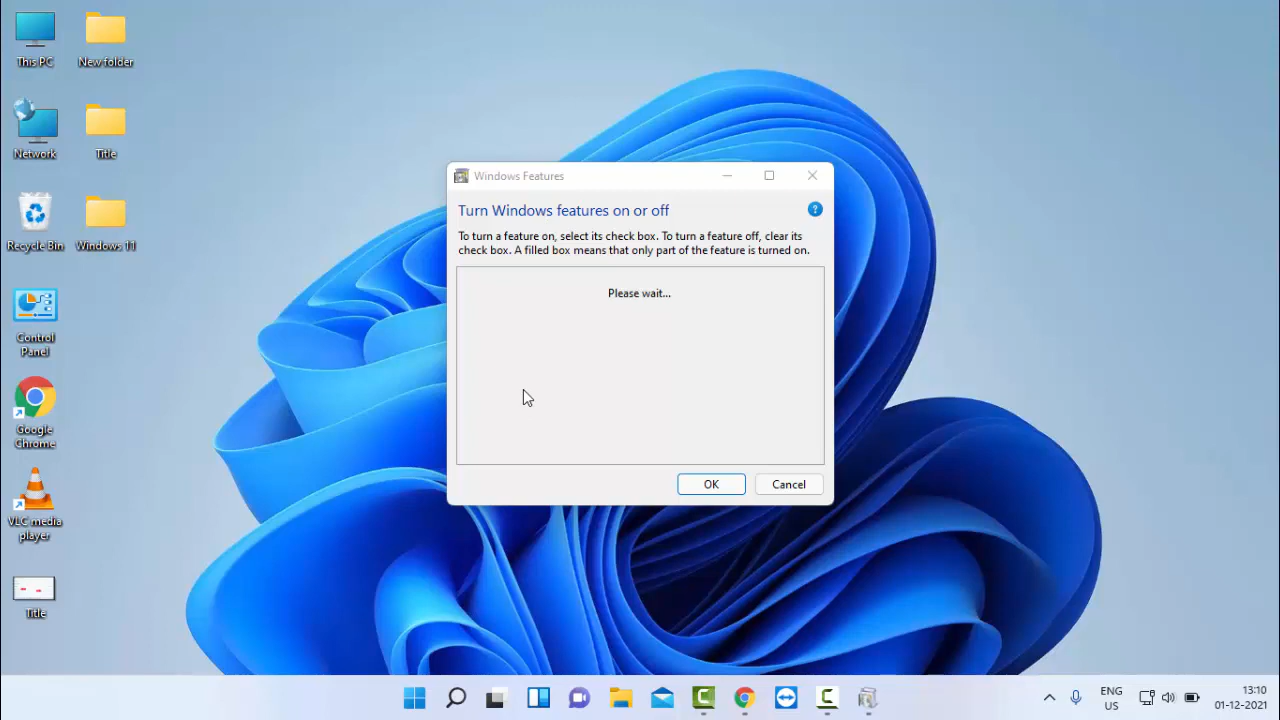 This PC
New folder
Network
Title
Recycle Bin
Windows 11
Control
Panel
Google
Chrome
VLC media
player
Title
Windows Features
Turn Windows features on or off
?
To turn a feature on, select its check box. To turn a feature off, clear its
check box. A filled box means that only part of the feature is turned on.
Please wait...
OK
Cancel
ENG
US
13:10
01-12-2021